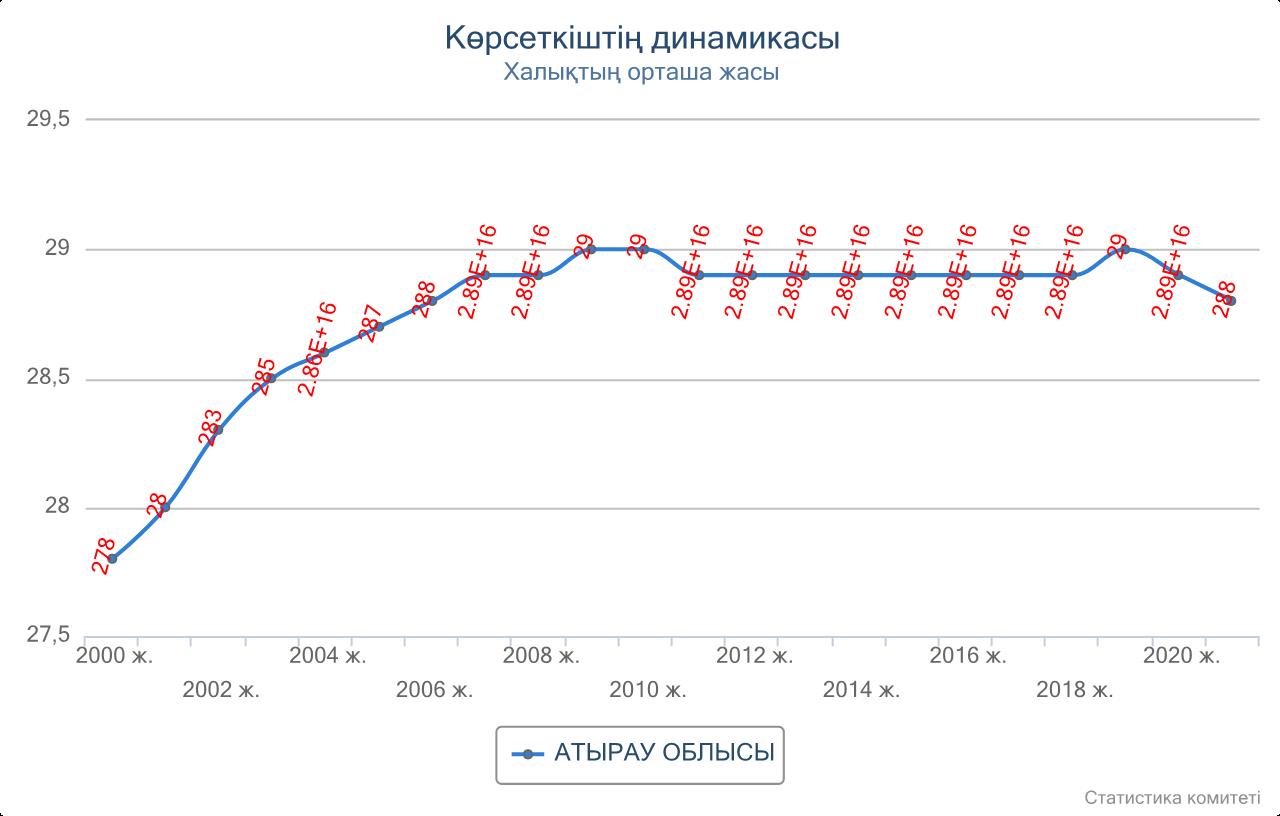 Көрсеткіштің динамикасы
Халықтың орташа жасы
29,5
29
28,5
28
27,5
278
28
283
285
2.86E+16
287
288
2.89E+16
2.89E+16
29
29
2.89E+16
2.89E+16
2.89E+16
2.89E+16
2.89E+16
2.89E+16
2.89E+16
2.89E+16
29
2.89E+16
288
2000 ж.
2004 ж.
2008 ж.
2012 ж.
2016 ж.
2020 ж.
2002 ж.
2006 ж.
2010 ж.
2014 ж.
2018 ж.
АТЫРАУ ОБЛЫСЫ
Статистика комитеті